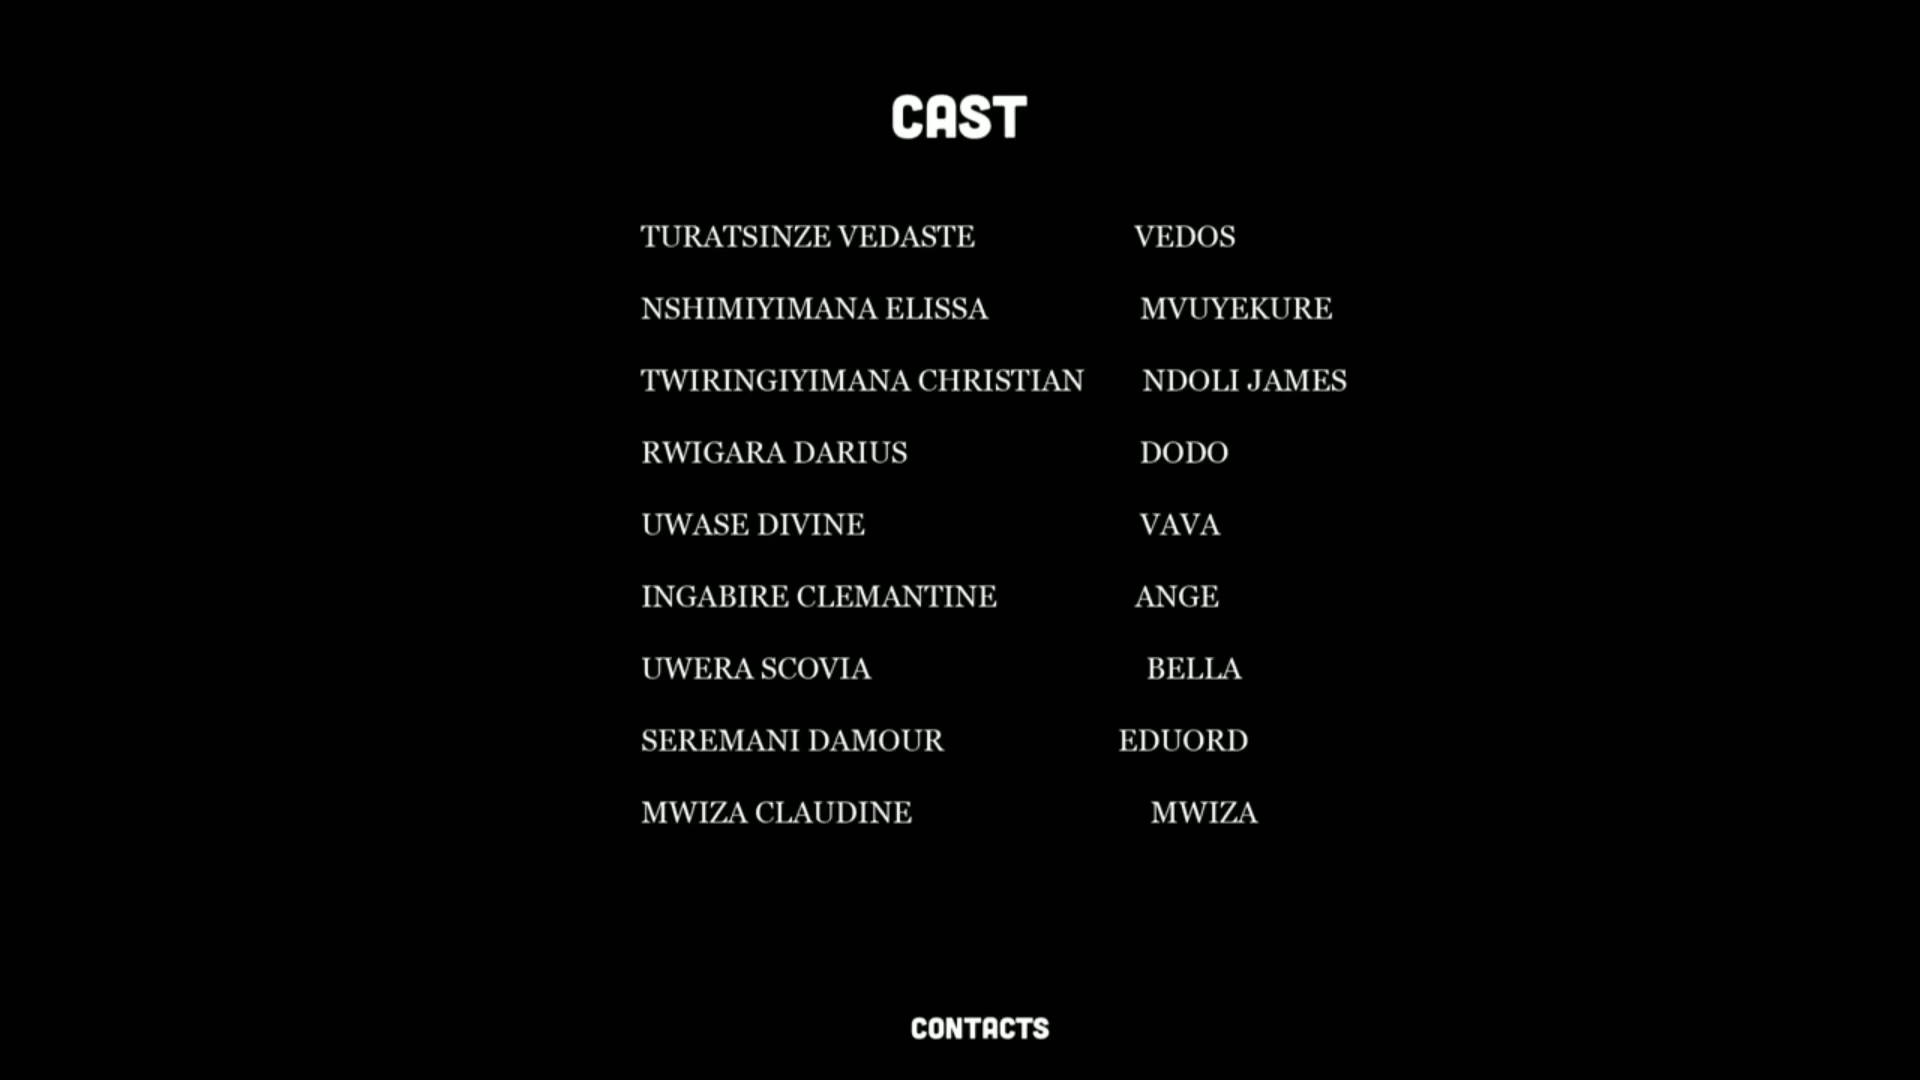 CAST
TURATSINZE VEDASTE VEDOS
NSHIMIYIMANA ELISSA MVUYEKURE
TWIRINGIYIMANA CHRISTIAN NDOLI JAMES
RWIGARA DARIUS DODO
UWASE DIVINE VAVA
INGABIRE CLEMANTINE ANGE
UWERA SCOVIA BELLA
SEREMANI DAMOUR EDUORD
MWIZA CLAUDINE MWIZA
CONTACTS